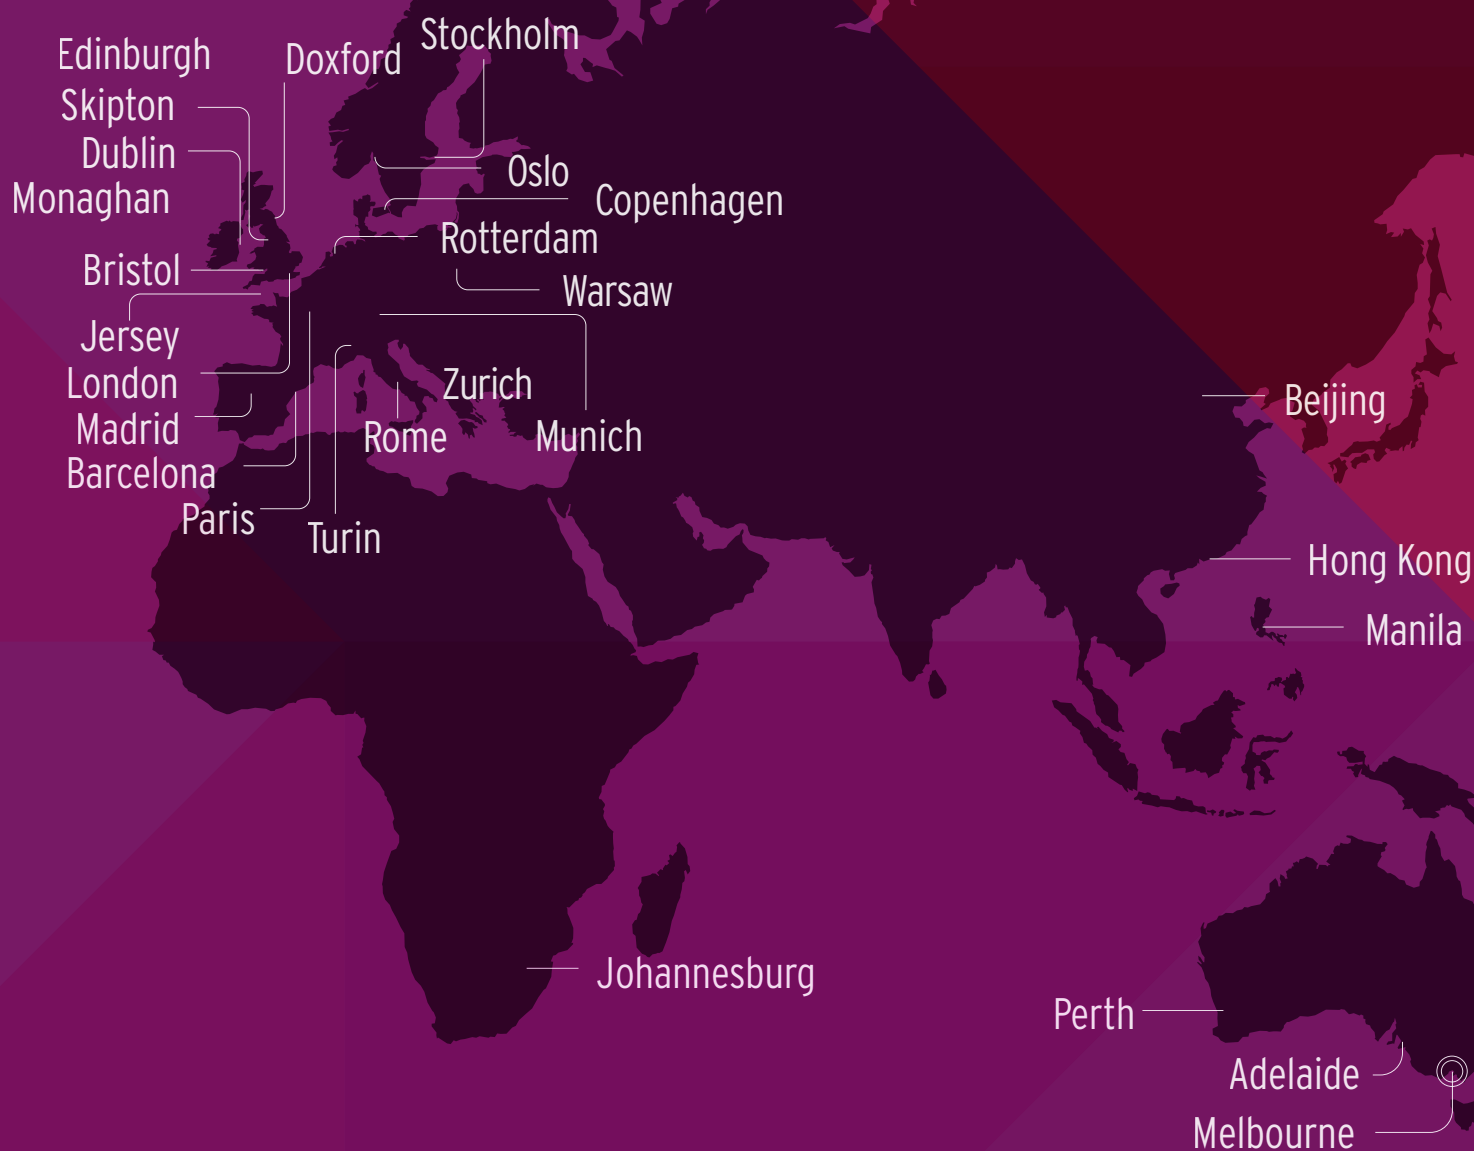 Stockholm
Edinburgh
Doxford
Skipton
Dublin
Oslo
Monaghan
Copenhagen
Rotterdam
Bristol
Warsaw
Jersey
London
Zurich
Madrid
Rome
Munich
Barcelona
Paris
Turin
Beijing
Hong Kong
Manila
Johannesburg
Perth
Adelaide
Melbourne